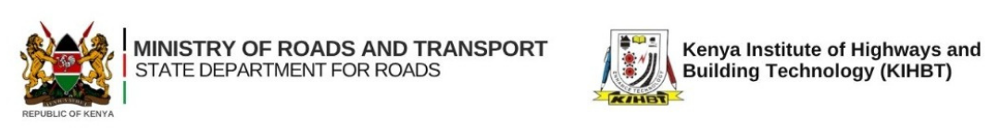 MINISTRY OF ROADS AND TRANSPORT
STATE DEPARTMENT FOR ROADS
REPUBLIC OF KENYA
Kenya Institute of Highways and
Building Technology (KIHBT)
KIHBT